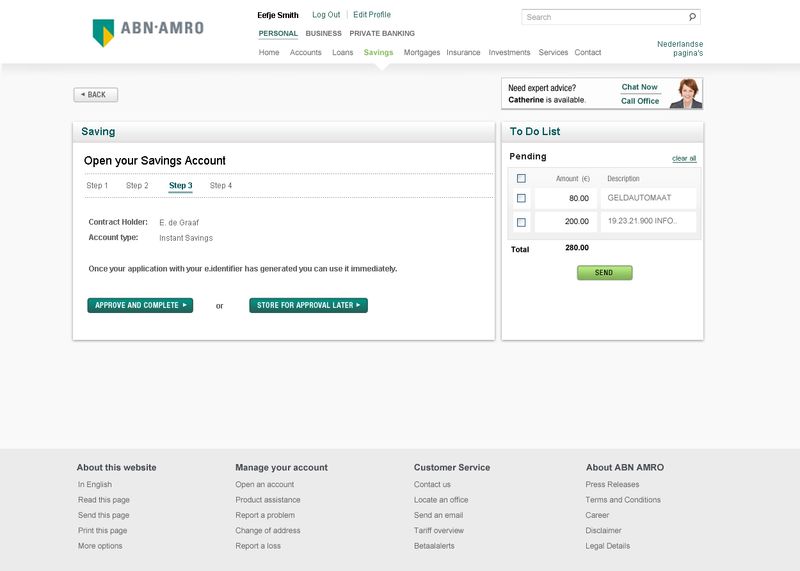 ABN·AMRO
Eefje Smith
Log Out
Edit Profile
Search
PERSONAL
BUSINESS
PRIVATE BANKING
Home
Accounts
Loans
Savings
Mortgages
Insurance
Investments
Services
Contact
Nederlandse
pagina's
BACK
Need expert advice?
Catherine is available.
Chat Now
Call Office
Saving
Open your Savings Account
Step 1
Step 2
Step 3
Step 4
Contract Holder: E. de Graaf
Account type: Instant Savings
Once your application with your e.identifier has generated you can use it immediately.
APPROVE AND COMPLETE
or
STORE FOR APPROVAL LATER
To Do List
Pending
clear all
Amount (€) Description
80.00 GELDAUTOMAAT
200.00 19.23.21.900 INFO..
Total 280.00
SEND
About this website
In English
Read this page
Send this page
Print this page
More options
Manage your account
Open an account
Product assistance
Report a problem
Change of address
Report a loss
Customer Service
Contact us
Locate an office
Send an email
Tariff overview
Betaalalerts
About ABN AMRO
Press Releases
Terms and Conditions
Career
Disclaimer
Legal Details